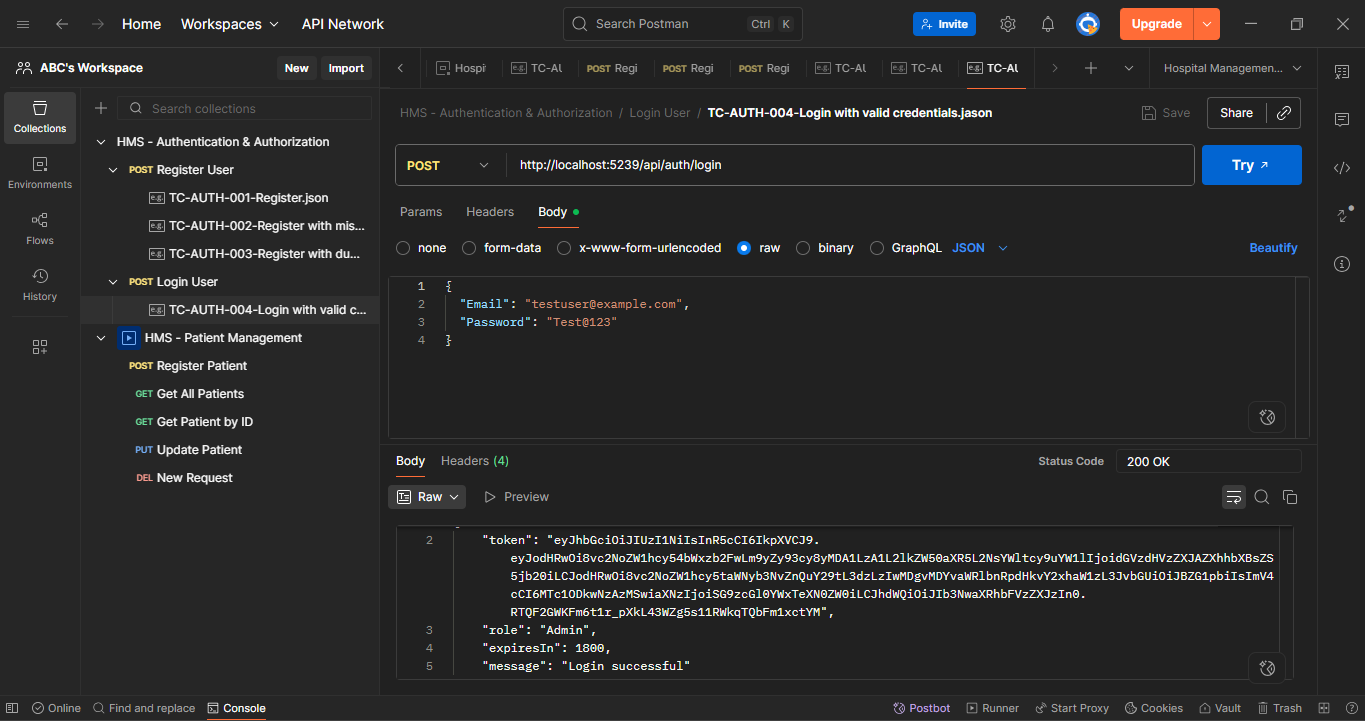 Home Workspaces API Network Search Postman Ctrl K Invite Upgrade
ABC's Workspace New Import Hospi TC-AU POST Regi POST Regi POST Regi TC-AU TC-AU TC-AU Hospital Managemen...
Collections
Environments
Flows
History
Search collections
HMS - Authentication & Authorization
POST Register User
e.g. TC-AUTH-001-Register.json
e.g. TC-AUTH-002-Register with mis...
e.g. TC-AUTH-003-Register with du...
POST Login User
e.g. TC-AUTH-004-Login with valid c...
HMS - Patient Management
POST Register Patient
GET Get All Patients
GET Get Patient by ID
PUT Update Patient
DEL New Request
HMS - Authentication & Authorization / Login User / TC-AUTH-004-Login with valid credentials.jason Save Share
POST http://localhost:5239/api/auth/login Try
Params Headers Body
none form-data x-www-form-urlencoded raw binary GraphQL JSON Beautify
1 {
2 "Email": "testuser@example.com",
3 "Password": "Test@123"
4 }
Body Headers (4) Status Code 200 OK
Raw Preview
2 "token": "eyJhbGciOiJIUzI1NiIsInR5cCI6IkpXVCJ9.
eyJodHRwOi8vc2NoZW1hcy54bWxzb2FwLm9yZy93cy8yMDA1LzA1L2lkZW50aXR5L2NsYWltcy9uYW1lIjoidGVzdHVzZXJAZXhhbXBsZS
5jb20iLCJodHRwOi8vc2NoZW1hcy5taWNyb3NvZnQuY29tL3dzLzIwMDgvMDYvaWRlbnRpdHkvY2xhaW1zL3JvbGUiOiJBZG1pbiIsImV4
cCI6MTc1ODkwNzAzMSwiaXNzIjoiSG9zcGl0YWxTeXN0ZW0iLCJhdWQiOiJIb3NwaXRhbFVzZXJzIn0.
RTQF2GWKFm6t1r_pXkL43WZg5s11RWkqTQbFm1xctYM",
3 "role": "Admin",
4 "expiresIn": 1800,
5 "message": "Login successful"
Online Find and replace Console Postbot Runner Start Proxy Cookies Vault Trash